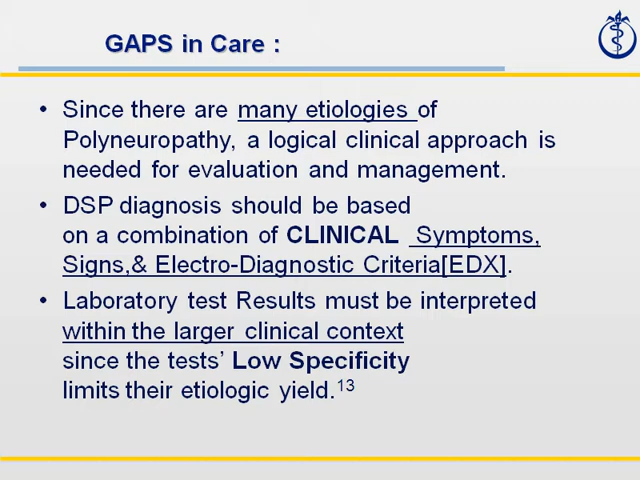 GAPS in Care :
• Since there are many etiologies of
Polyneuropathy, a logical clinical approach is
needed for evaluation and management.
• DSP diagnosis should be based
on a combination of CLINICAL Symptoms,
Signs,& Electro-Diagnostic Criteria[EDX].
• Laboratory test Results must be interpreted
within the larger clinical context
since the tests’ Low Specificity
limits their etiologic yield.13